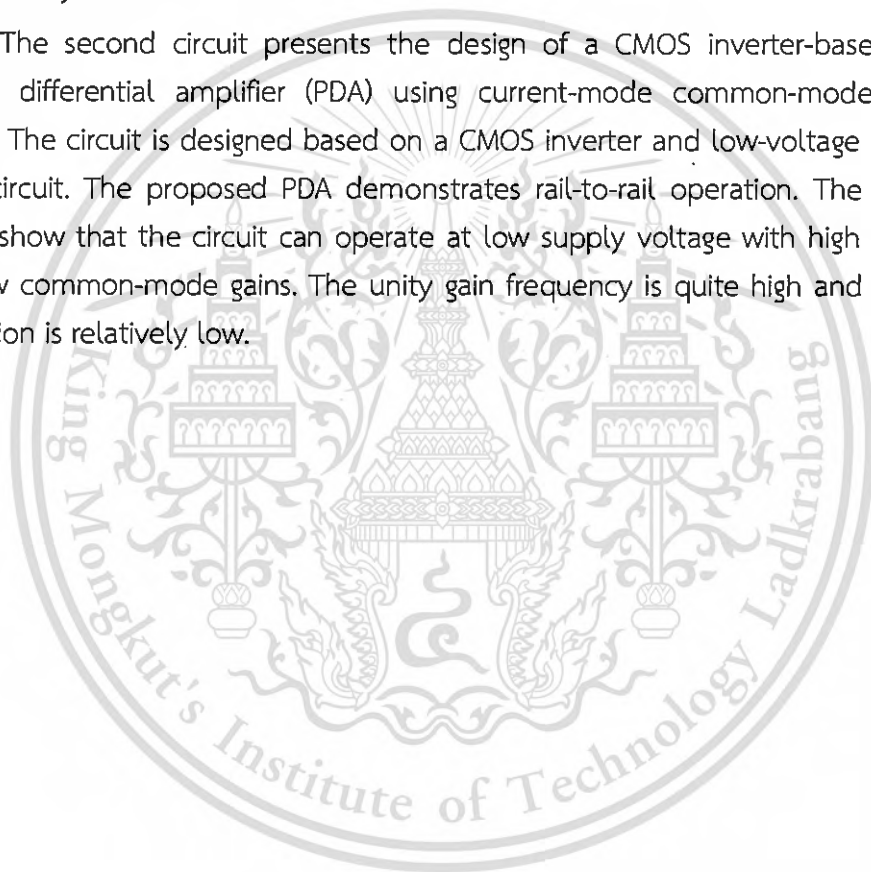 The second circuit presents the design of a CMOS inverter-base
differential amplifier (PDA) using current-mode common-mode
The circuit is designed based on a CMOS inverter and low-voltage
circuit. The proposed PDA demonstrates rail-to-rail operation. The
show that the circuit can operate at low supply voltage with high
common-mode gains. The unity gain frequency is quite high and
is relatively low.
King Mongkut's Institute of Technology Ladkrabang